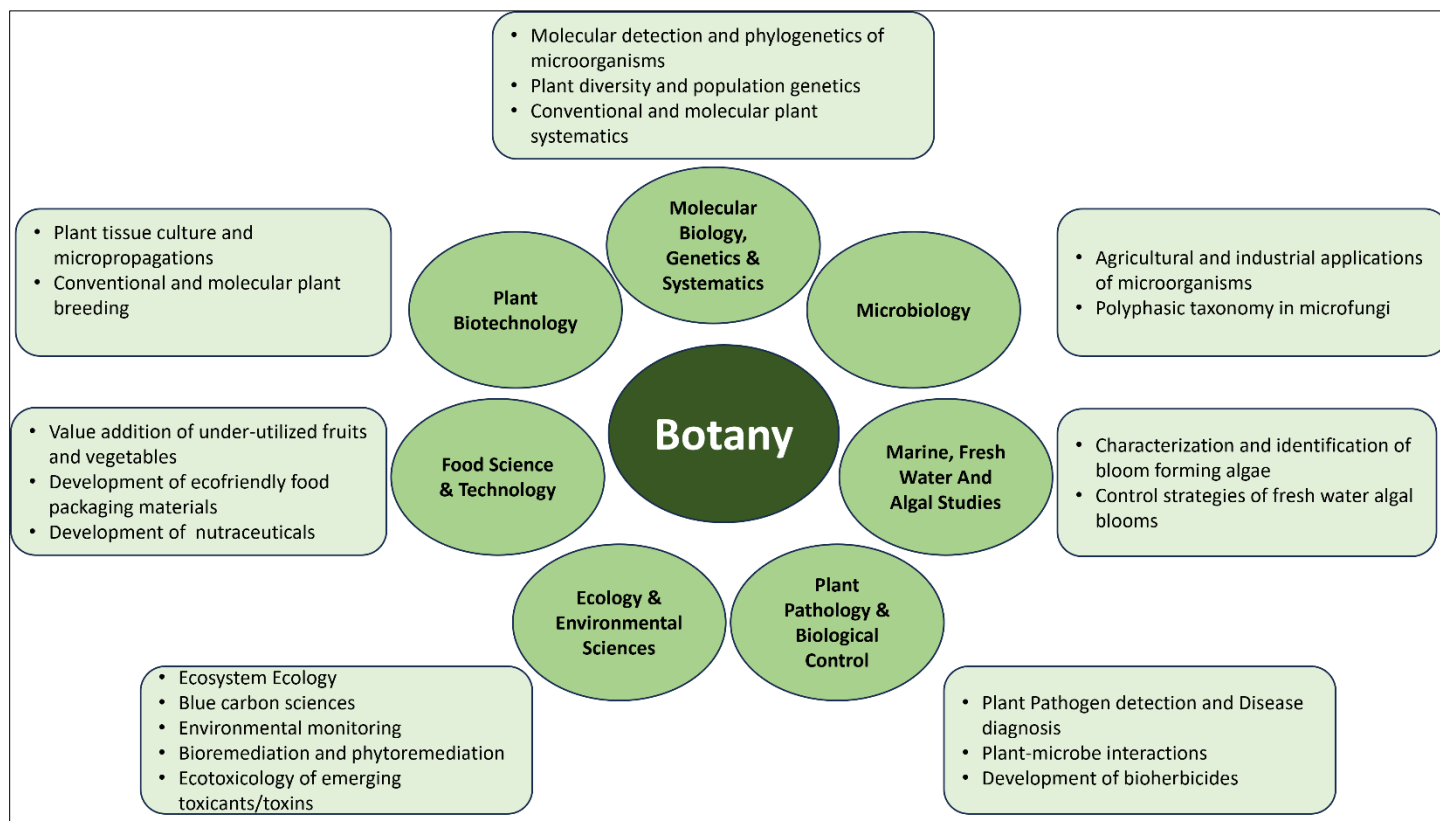 • Molecular detection and phylogenetics of
microorganisms
• Plant diversity and population genetics
• Conventional and molecular plant
systematics
Molecular
Biology,
Genetics &
Systematics
• Plant tissue culture and
micropropagations
• Conventional and molecular plant
breeding
Plant
Biotechnology
Microbiology
• Agricultural and industrial applications
of microorganisms
• Polyphasic taxonomy in microfungi
Botany
• Value addition of under-utilized fruits
and vegetables
• Development of ecofriendly food
packaging materials
• Development of  nutraceuticals
Food Science
& Technology
Marine, Fresh
Water And
Algal Studies
• Characterization and identification of
bloom forming algae
• Control strategies of fresh water algal
blooms
Ecology &
Environmental
Sciences
Plant
Pathology &
Biological
Control
• Ecosystem Ecology
• Blue carbon sciences
• Environmental monitoring
• Bioremediation and phytoremediation
• Ecotoxicology of emerging
toxicants/toxins
• Plant Pathogen detection and Disease
diagnosis
• Plant-microbe interactions
• Development of bioherbicides